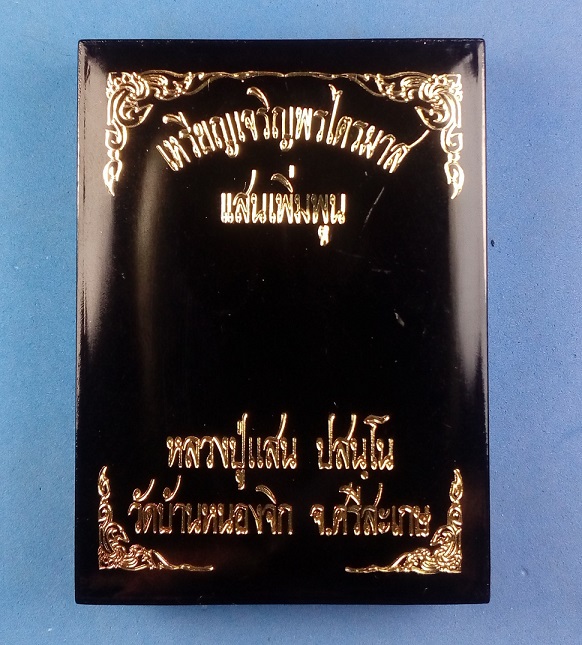 เหรียญเจริญพรไตรมาส
แสนเพิ่มพูน
หลวงปู่แสน ปสนฺโน
วัดบ้านหนองจิก จ.ศรีสะเกษ